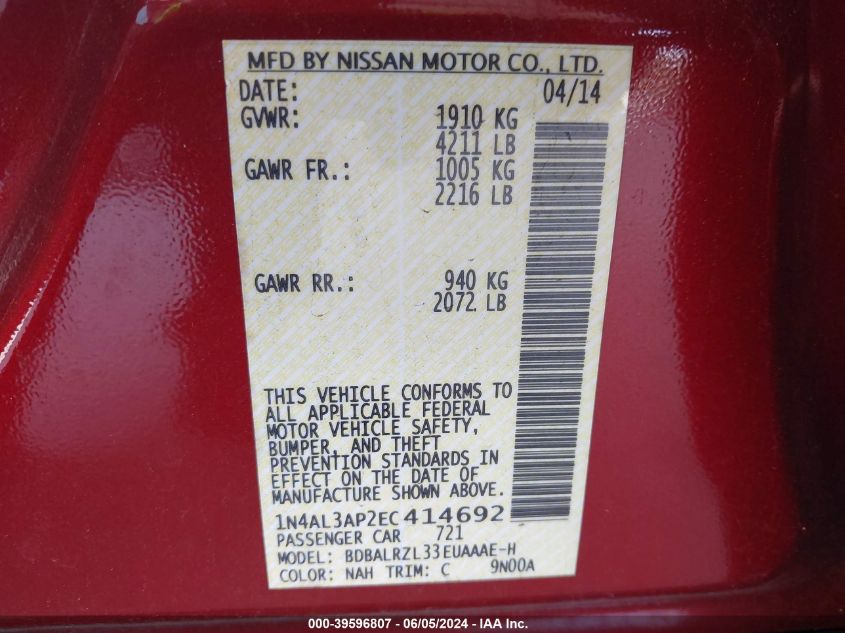 MFD BY NISSAN MOTOR CO., LTD.
DATE: 04/14
GVWR: 1910 KG
4211 LB
GAWR FR.: 1005 KG
2216 LB
GAWR RR.: 940 KG
2072 LB
THIS VEHICLE CONFORMS TO
ALL APPLICABLE FEDERAL
MOTOR VEHICLE SAFETY,
BUMPER, AND THEFT
PREVENTION STANDARDS IN
EFFECT ON THE DATE OF
MANUFACTURE SHOWN ABOVE.
1N4AL3AP2EC414692
PASSENGER CAR 721
MODEL: BDBALRZL33EUAAAE-H
COLOR: NAH TRIM: C 9N00A
000-39596807 - 06/05/2024 - IAA Inc.